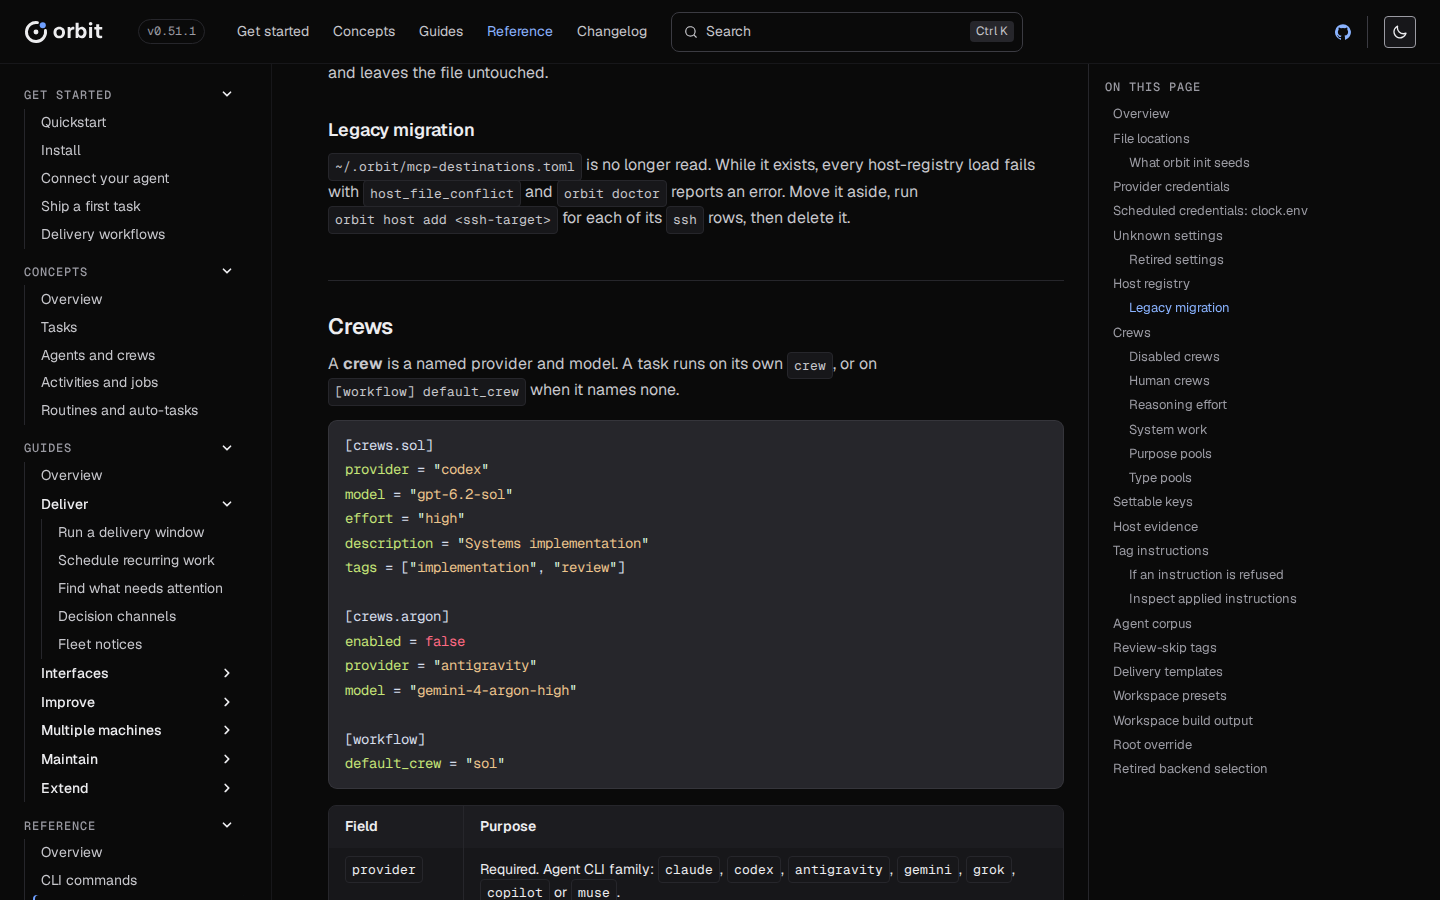 orbit
v0.51.1
Get started
Concepts
Guides
Reference
Changelog
Search
Ctrl K
GET STARTED
Quickstart
Install
Connect your agent
Ship a first task
Delivery workflows
CONCEPTS
Overview
Tasks
Agents and crews
Activities and jobs
Routines and auto-tasks
GUIDES
Overview
Deliver
Run a delivery window
Schedule recurring work
Find what needs attention
Decision channels
Fleet notices
Interfaces
Improve
Multiple machines
Maintain
Extend
REFERENCE
Overview
CLI commands
and leaves the file untouched.
Legacy migration
~/.orbit/mcp-destinations.toml is no longer read. While it exists, every host-registry load fails
with host_file_conflict and orbit doctor reports an error. Move it aside, run
orbit host add <ssh-target> for each of its ssh rows, then delete it.
Crews
A crew is a named provider and model. A task runs on its own crew, or on
[workflow] default_crew when it names none.
[crews.sol]
provider = "codex"
model = "gpt-6.2-sol"
effort = "high"
description = "Systems implementation"
tags = ["implementation", "review"]
[crews.argon]
enabled = false
provider = "antigravity"
model = "gemini-4-argon-high"
[workflow]
default_crew = "sol"
Field
Purpose
provider
Required. Agent CLI family: claude, codex, antigravity, gemini, grok,
copilot or muse.
ON THIS PAGE
Overview
File locations
What orbit init seeds
Provider credentials
Scheduled credentials: clock.env
Unknown settings
Retired settings
Host registry
Legacy migration
Crews
Disabled crews
Human crews
Reasoning effort
System work
Purpose pools
Type pools
Settable keys
Host evidence
Tag instructions
If an instruction is refused
Inspect applied instructions
Agent corpus
Review-skip tags
Delivery templates
Workspace presets
Workspace build output
Root override
Retired backend selection